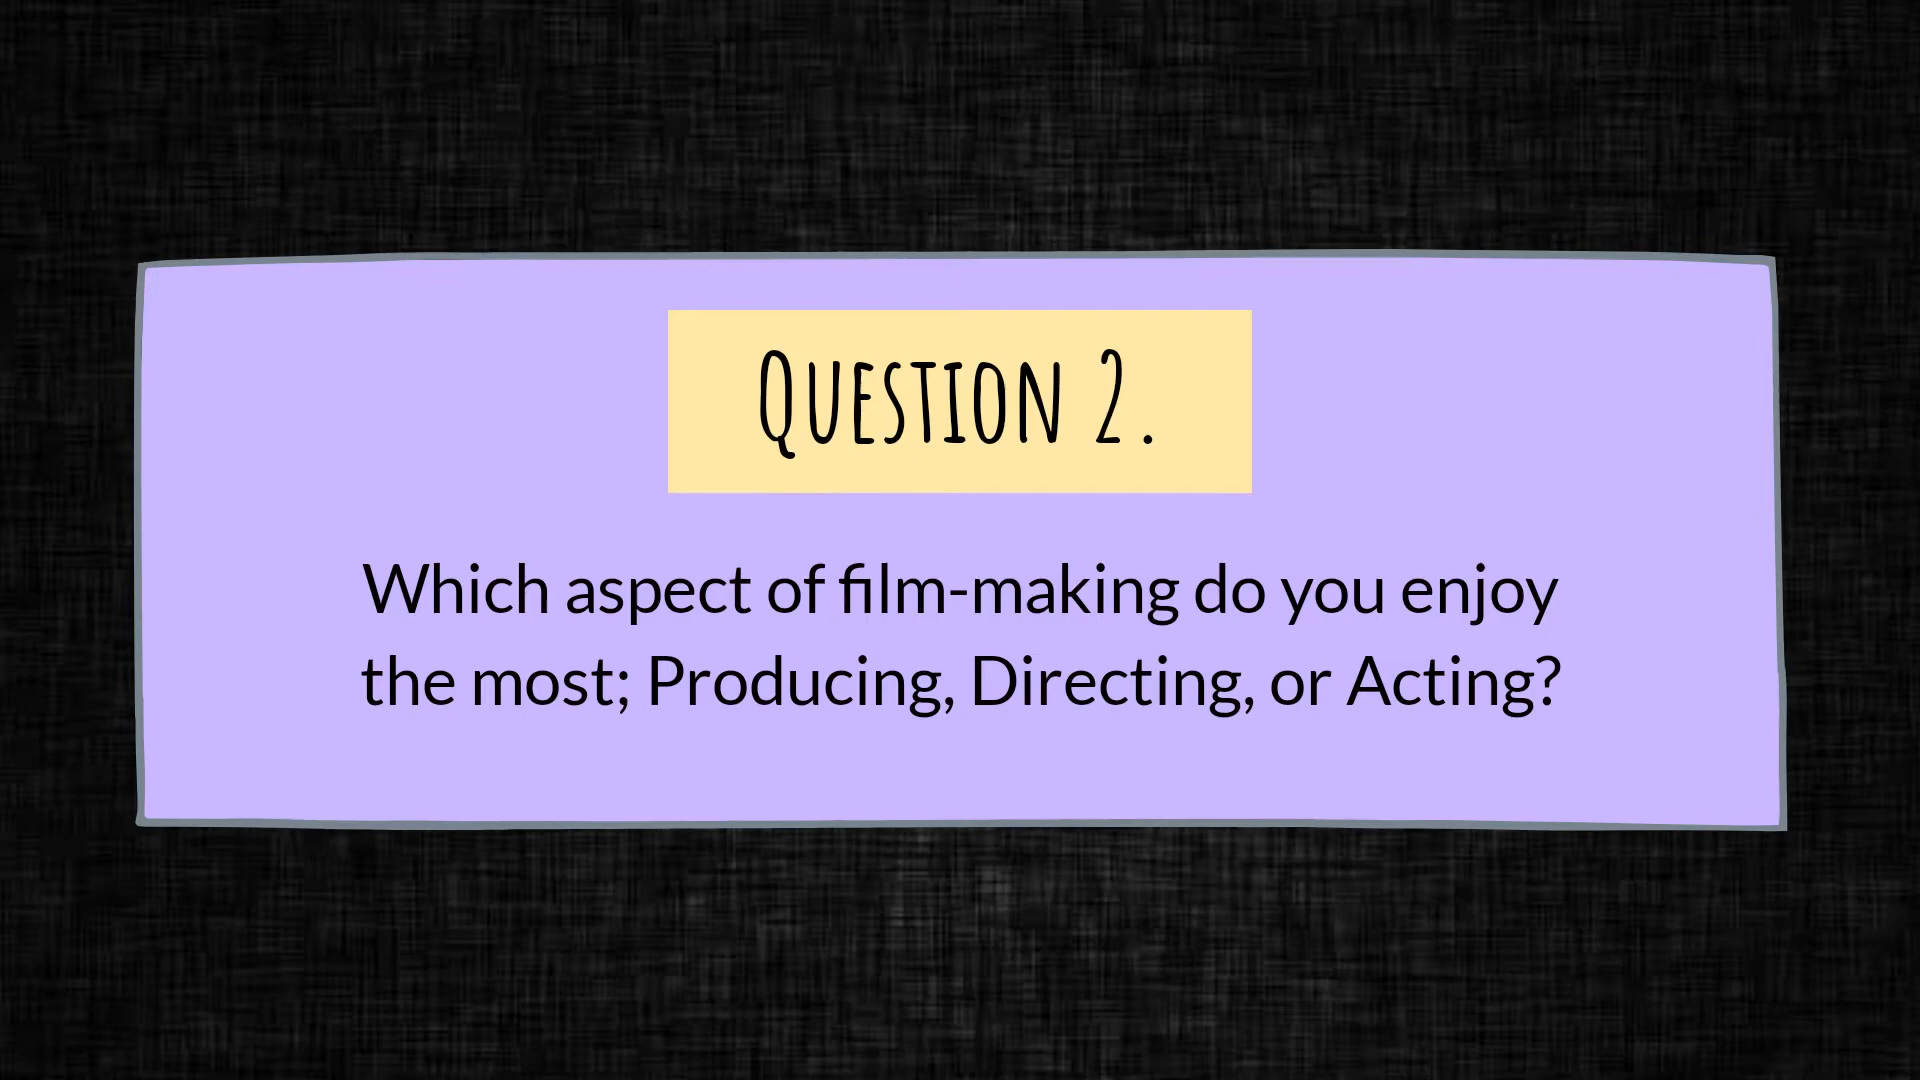 Question 2.
Which aspect of film-making do you enjoy
the most; Producing, Directing, or Acting?